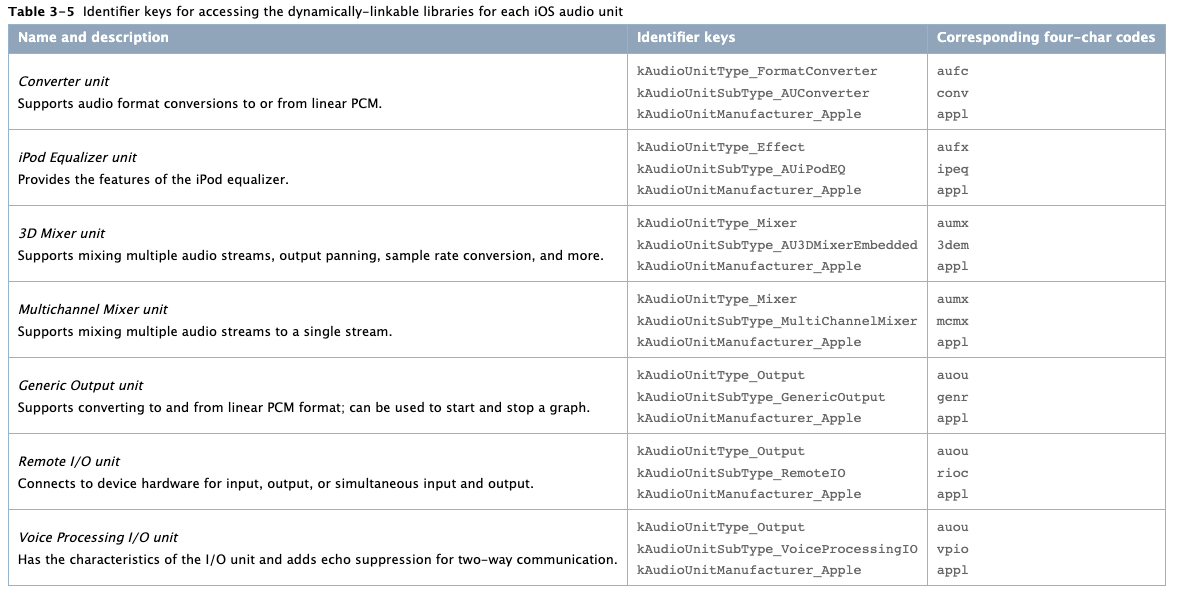 Table 3-5 Identifier keys for accessing the dynamically-linkable libraries for each iOS audio unit
Name and description Identifier keys Corresponding four-char codes
Converter unit
Supports audio format conversions to or from linear PCM.
kAudioUnitType_FormatConverter aufc
kAudioUnitSubType_AUConverter conv
kAudioUnitManufacturer_Apple appl
iPod Equalizer unit
Provides the features of the iPod equalizer.
kAudioUnitType_Effect aufx
kAudioUnitSubType_AUiPodEQ ipeq
kAudioUnitManufacturer_Apple appl
3D Mixer unit
Supports mixing multiple audio streams, output panning, sample rate conversion, and more.
kAudioUnitType_Mixer aumx
kAudioUnitSubType_AU3DMixerEmbedded 3dem
kAudioUnitManufacturer_Apple appl
Multichannel Mixer unit
Supports mixing multiple audio streams to a single stream.
kAudioUnitType_Mixer aumx
kAudioUnitSubType_MultiChannelMixer mcmx
kAudioUnitManufacturer_Apple appl
Generic Output unit
Supports converting to and from linear PCM format; can be used to start and stop a graph.
kAudioUnitType_Output auou
kAudioUnitSubType_GenericOutput genr
kAudioUnitManufacturer_Apple appl
Remote I/O unit
Connects to device hardware for input, output, or simultaneous input and output.
kAudioUnitType_Output auou
kAudioUnitSubType_RemoteIO rioc
kAudioUnitManufacturer_Apple appl
Voice Processing I/O unit
Has the characteristics of the I/O unit and adds echo suppression for two-way communication.
kAudioUnitType_Output auou
kAudioUnitSubType_VoiceProcessingIO vpio
kAudioUnitManufacturer_Apple appl